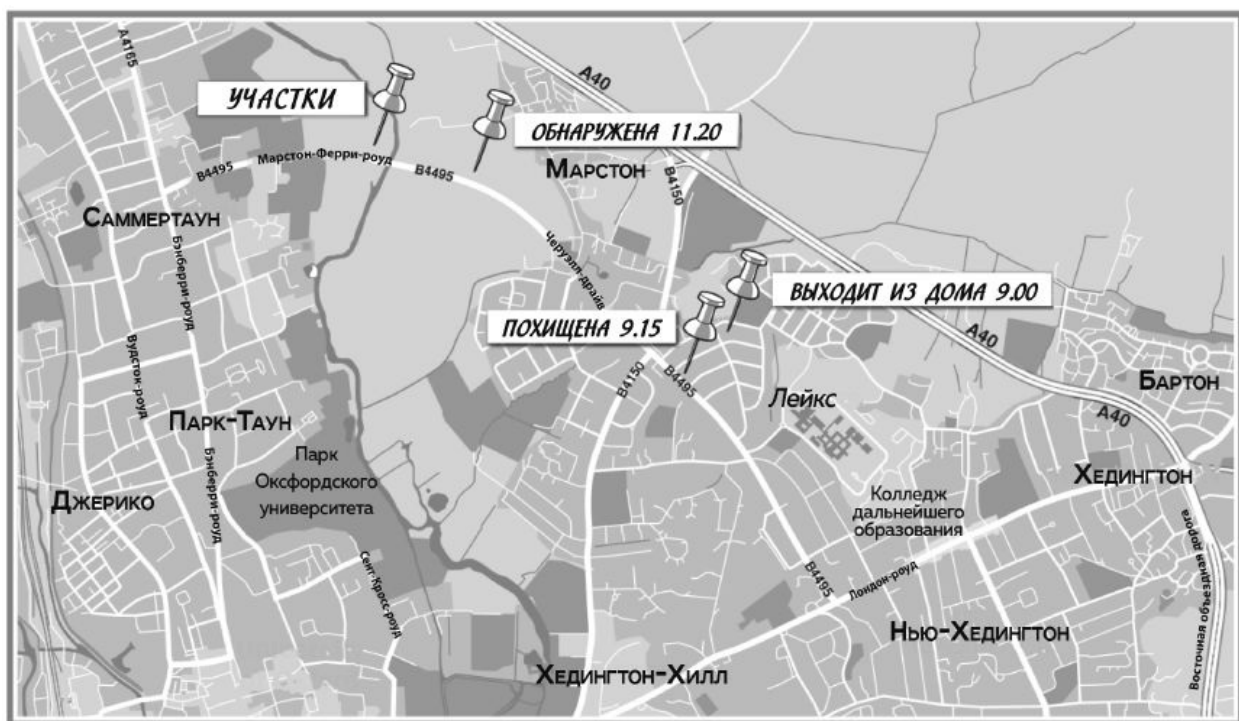 A4165
A40
УЧАСТКИ
ОБНАРУЖЕНА 11.20
B4495
Марстон-Ферри-роуд
B4495
МАРСТОН
B4150
САММЕРТАУН
Бэнберри-роуд
Черуэлл-драйв
ВЫХОДИТ ИЗ ДОМА 9.00
ПОХИЩЕНА 9.15
A40
Вудсток-роуд
B4150
B4495
Лейкс
БАРТОН
A40
ПАРК-ТАУН
Парк
Оксфордского
университета
Бэнберри-роуд
ДЖЕРИКО
ХЕДИНГТОН
Колледж
дальнейшего
образования
Сент-Кросс-роуд
B4495
Лондон-роуд
Восточная объездная дорога
НЬЮ-ХЕДИНГТОН
ХЕДИНГТОН-ХИЛЛ